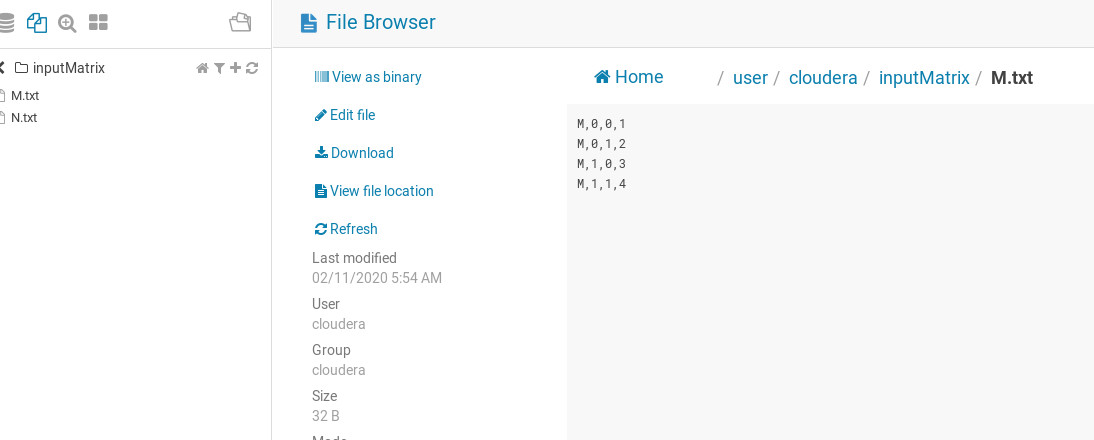 inputMatrix
M.txt
N.txt
File Browser
View as binary
Edit file
Download
View file location
Refresh
Last modified
02/11/2020 5:54 AM
User
cloudera
Group
cloudera
Size
32 B
Home / user / cloudera / inputMatrix / M.txt
M,0,0,1
M,0,1,2
M,1,0,3
M,1,1,4